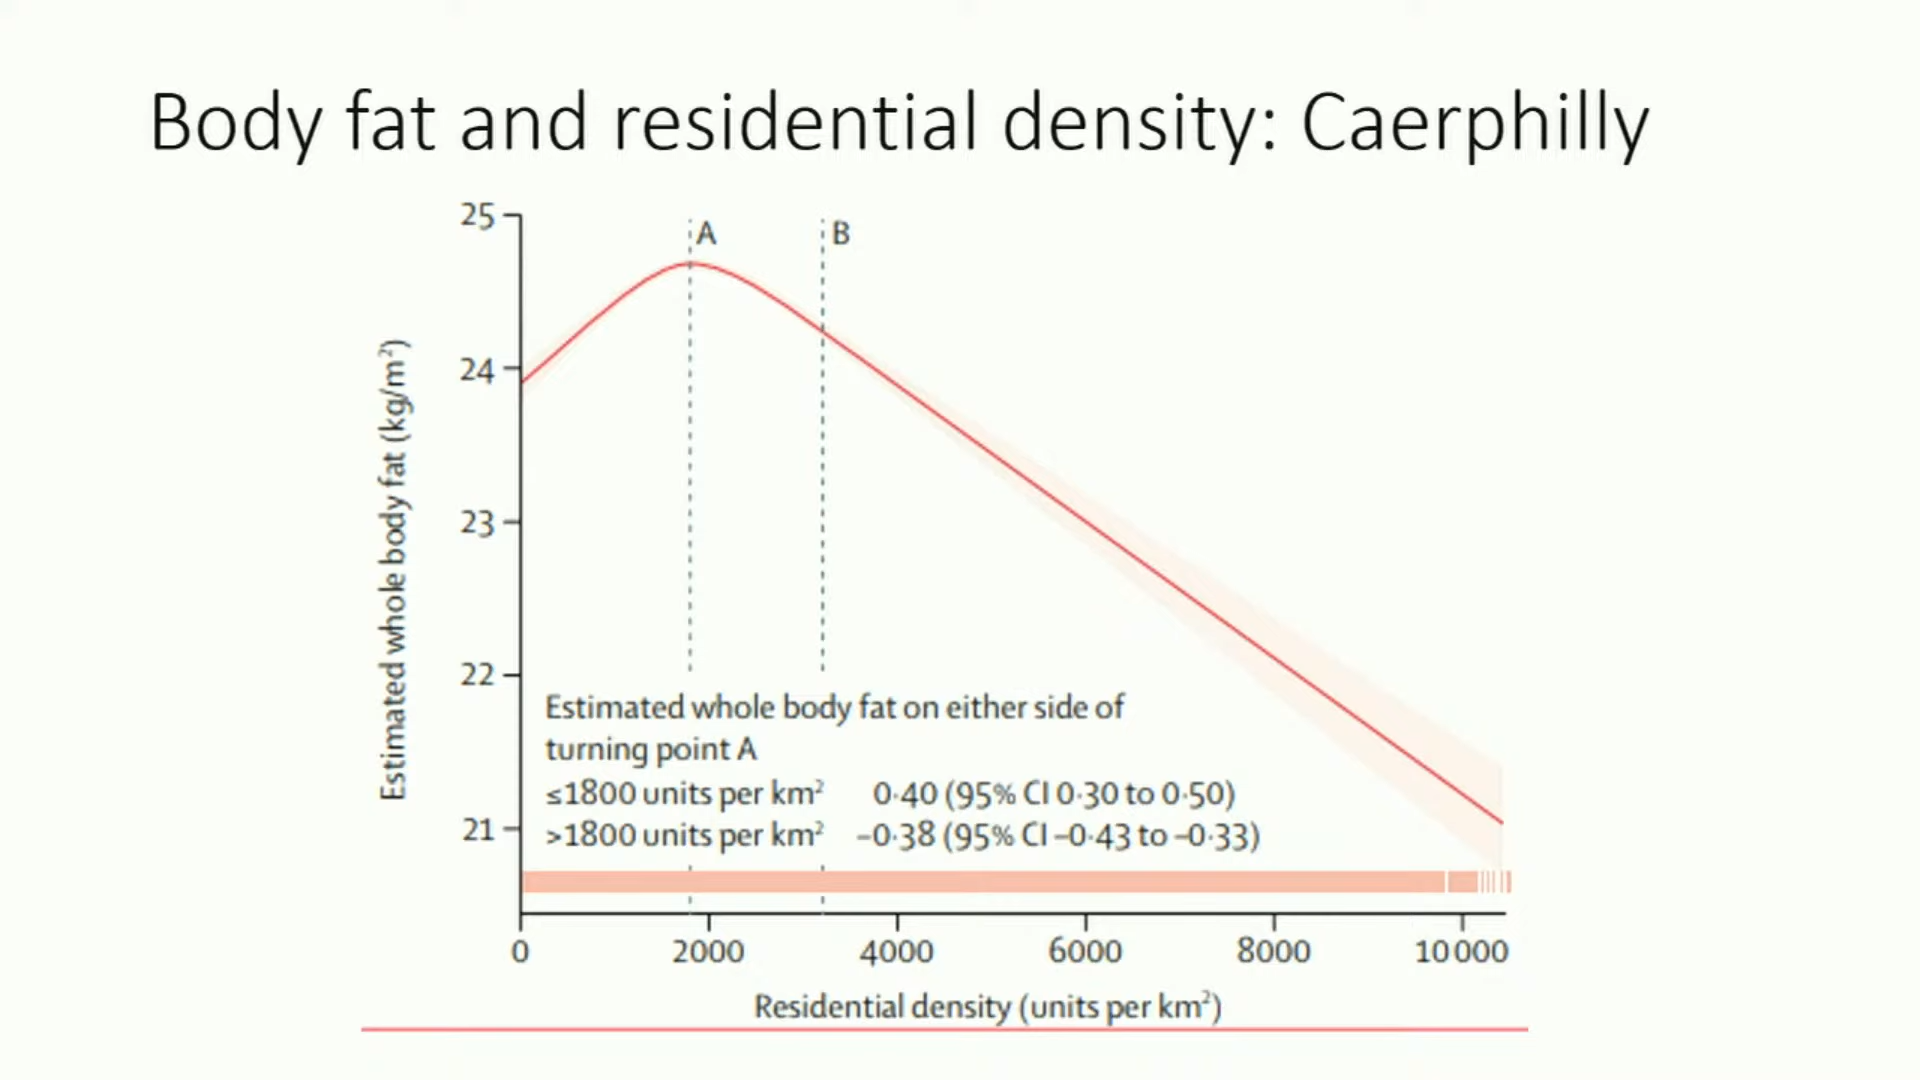 Body fat and residential density: Caerphilly
25
A
B
24
23
22
21
Estimated whole body fat (kg/m²)
Estimated whole body fat on either side of
turning point A
≤1800 units per km² 0·40 (95% CI 0·30 to 0·50)
>1800 units per km² –0·38 (95% CI –0·43 to –0·33)
0 2000 4000 6000 8000 10 000
Residential density (units per km²)